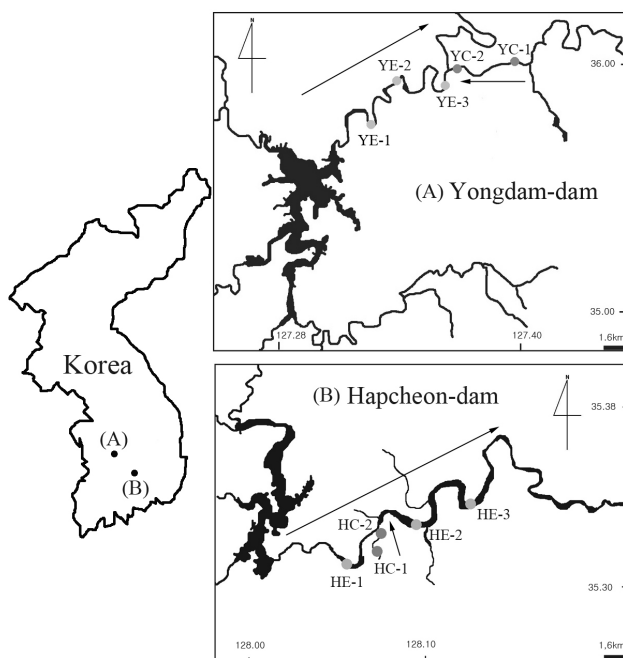 N
YE-2
YC-2
YC-1
36.00
YE-3
YE-1
(A) Yongdam-dam
35.00
127.28
127.40
1.6km
Korea
(A)
(B)
(B) Hapcheon-dam
N
35.38
HC-2
HE-3
HE-2
HC-1
HE-1
35.30
128.00
128.10
1,6km